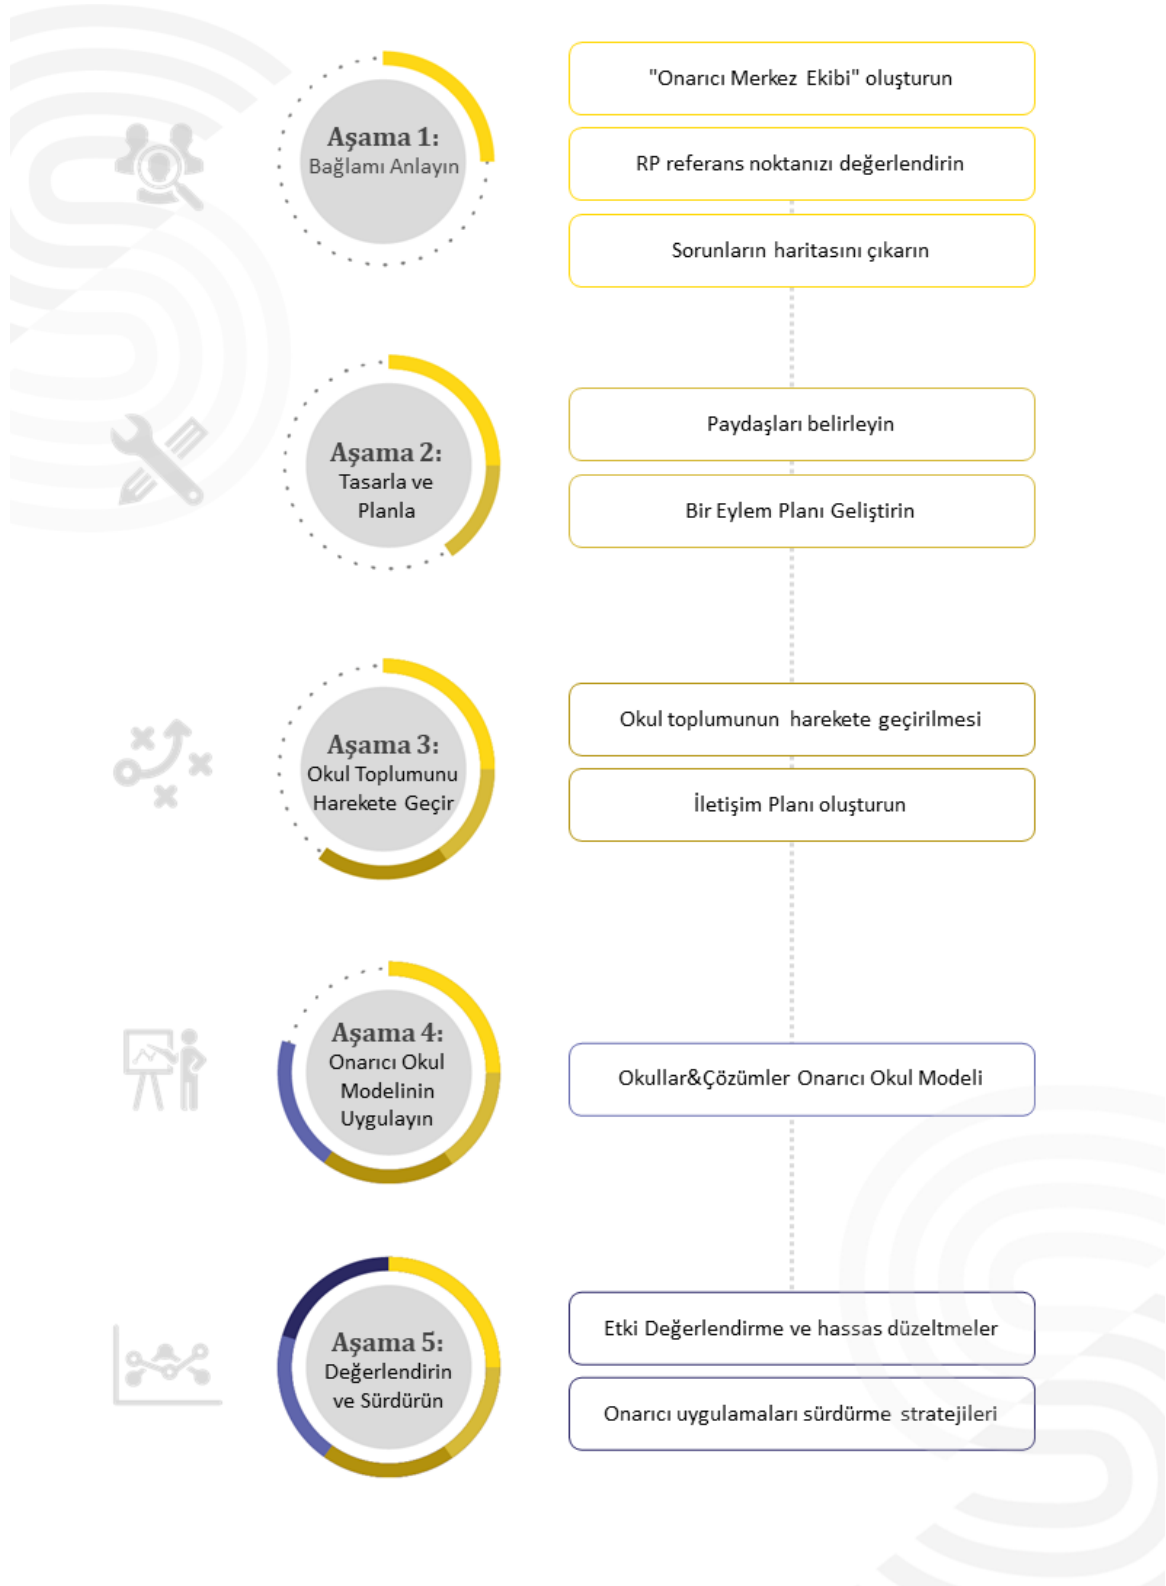 Aşama 1:
Bağlamı Anlayın
"Onarıcı Merkez Ekibi" oluşturun
RP referans noktanızı değerlendirin
Sorunların haritasını çıkarın
Aşama 2:
Tasarla ve
Planla
Paydaşları belirleyin
Bir Eylem Planı Geliştirin
Aşama 3:
Okul Toplumunu
Harekete Geçir
Okul toplumunun harekete geçirilmesi
İletişim Planı oluşturun
Aşama 4:
Onarıcı Okul
Modelinin
Uygulayın
Okullar&Çözümler Onarıcı Okul Modeli
Aşama 5:
Değerlendirin
ve Sürdürün
Etki Değerlendirme ve hassas düzeltmeler
Onarıcı uygulamaları sürdürme stratejileri